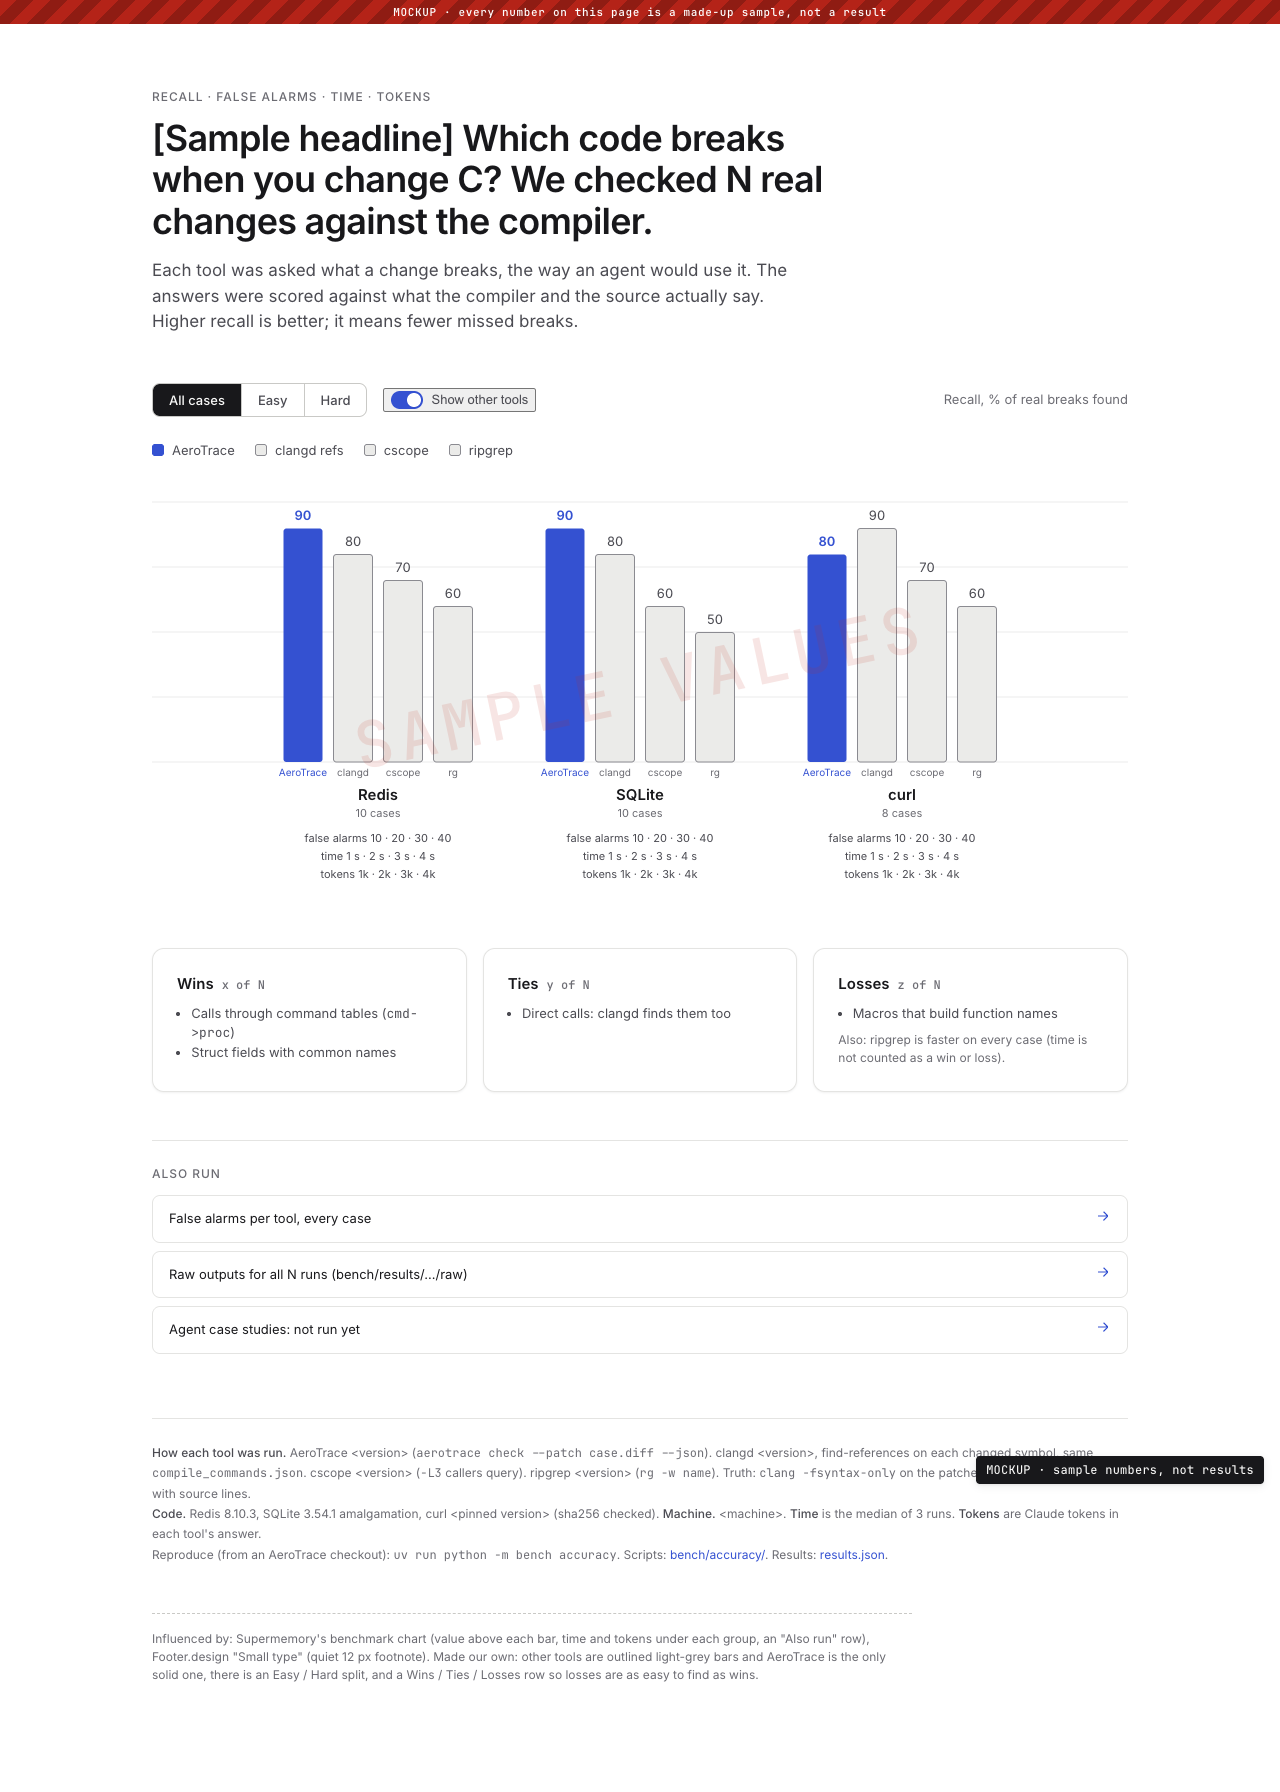 MOCKUP · every number on this page is a made-up sample, not a result
RECALL · FALSE ALARMS · TIME · TOKENS
[Sample headline] Which code breaks
when you change C? We checked N real
changes against the compiler.
Each tool was asked what a change breaks, the way an agent would use it. The
answers were scored against what the compiler and the source actually say.
Higher recall is better; it means fewer missed breaks.
All cases Easy Hard Show other tools Recall, % of real breaks found
AeroTrace clangd refs cscope ripgrep
90 80 70 60
90 80 60 50
80 90 70 60
SAMPLE VALUES
AeroTrace clangd cscope rg AeroTrace clangd cscope rg AeroTrace clangd cscope rg
Redis SQLite curl
10 cases 10 cases 8 cases
false alarms 10 · 20 · 30 · 40 false alarms 10 · 20 · 30 · 40 false alarms 10 · 20 · 30 · 40
time 1 s · 2 s · 3 s · 4 s time 1 s · 2 s · 3 s · 4 s time 1 s · 2 s · 3 s · 4 s
tokens 1k · 2k · 3k · 4k tokens 1k · 2k · 3k · 4k tokens 1k · 2k · 3k · 4k
Wins x of N
• Calls through command tables (cmd-
>proc)
• Struct fields with common names
Ties y of N
• Direct calls: clangd finds them too
Losses z of N
• Macros that build function names
Also: ripgrep is faster on every case (time is
not counted as a win or loss).
ALSO RUN
False alarms per tool, every case →
Raw outputs for all N runs (bench/results/.../raw) →
Agent case studies: not run yet →
How each tool was run. AeroTrace <version> (aerotrace check --patch case.diff --json). clangd <version>, find-references on each changed symbol, same
compile_commands.json. cscope <version> (-L3 callers query). ripgrep <version> (rg -w name). Truth: clang -fsyntax-only on the patche
MOCKUP · sample numbers, not results
with source lines.
Code. Redis 8.10.3, SQLite 3.54.1 amalgamation, curl <pinned version> (sha256 checked). Machine. <machine>. Time is the median of 3 runs. Tokens are Claude tokens in
each tool's answer.
Reproduce (from an AeroTrace checkout): uv run python -m bench accuracy. Scripts: bench/accuracy/. Results: results.json.
Influenced by: Supermemory's benchmark chart (value above each bar, time and tokens under each group, an "Also run" row),
Footer.design "Small type" (quiet 12 px footnote). Made our own: other tools are outlined light-grey bars and AeroTrace is the only
solid one, there is an Easy / Hard split, and a Wins / Ties / Losses row so losses are as easy to find as wins.